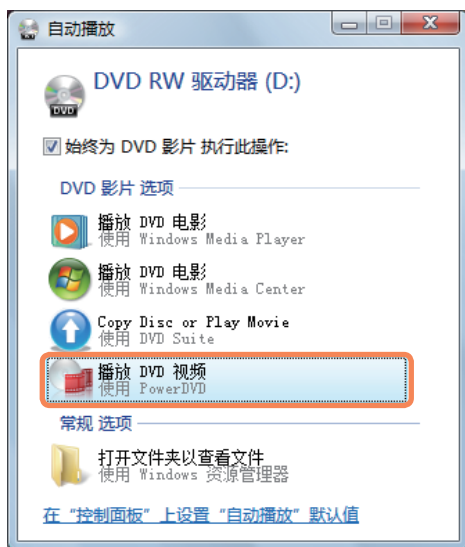 自动播放
DVD RW 驱动器 (D:)
DVD
始终为 DVD 影片 执行此操作:
DVD 影片 选项
播放 DVD 电影
使用 Windows Media Player
播放 DVD 电影
使用 Windows Media Center
Copy Disc or Play Movie
使用 DVD Suite
播放 DVD 视频
使用 PowerDVD
常规 选项
打开文件夹以查看文件
使用 Windows 资源管理器
在“控制面板”上设置“自动播放”默认值